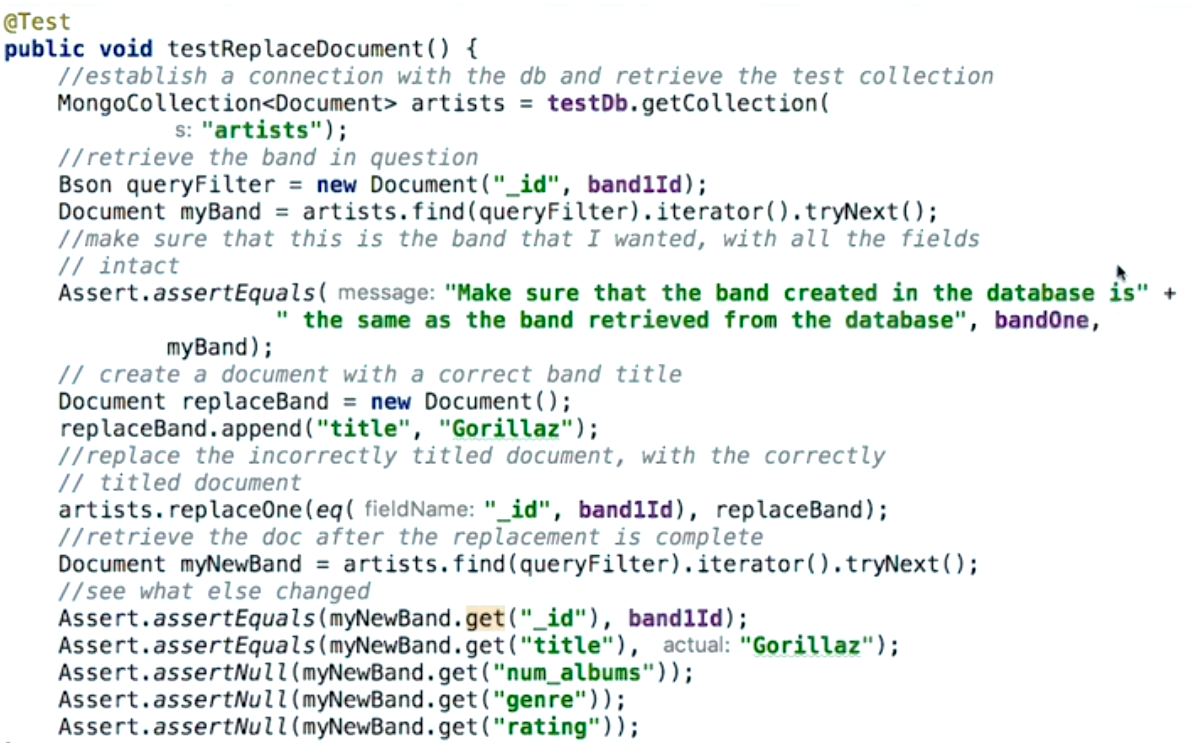 @Test
public void testReplaceDocument() {
//establish a connection with the db and retrieve the test collection
MongoCollection<Document> artists = testDb.getCollection(
s: "artists");
//retrieve the band in question
Bson queryFilter = new Document("_id", band1Id);
Document myBand = artists.find(queryFilter).iterator().tryNext();
//make sure that this is the band that I wanted, with all the fields
// intact
Assert.assertEquals( message: "Make sure that the band created in the database is" +
" the same as the band retrieved from the database", bandOne,
myBand);
// create a document with a correct band title
Document replaceBand = new Document();
replaceBand.append("title", "Gorillaz");
//replace the incorrectly titled document, with the correctly
// titled document
artists.replaceOne(eq( fieldName: "_id", band1Id), replaceBand);
//retrieve the doc after the replacement is complete
Document myNewBand = artists.find(queryFilter).iterator().tryNext();
//see what else changed
Assert.assertEquals(myNewBand.get("_id"), band1Id);
Assert.assertEquals(myNewBand.get("title"), actual: "Gorillaz");
Assert.assertNull(myNewBand.get("num_albums"));
Assert.assertNull(myNewBand.get("genre"));
Assert.assertNull(myNewBand.get("rating"));